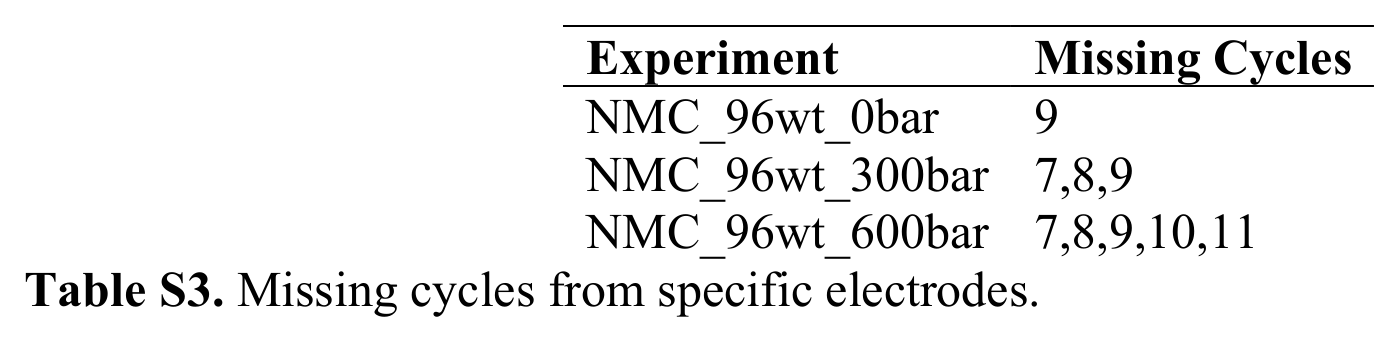 Experiment Missing Cycles
NMC_96wt_0bar 9
NMC_96wt_300bar 7,8,9
NMC_96wt_600bar 7,8,9,10,11
Table S3. Missing cycles from specific electrodes.